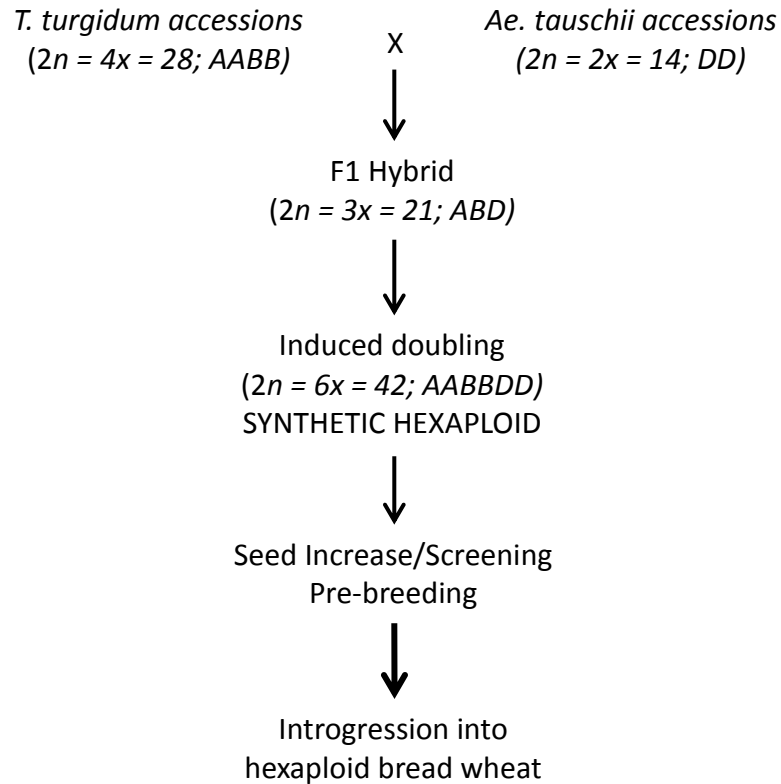 T. turgidum accessions
(2n = 4x = 28; AABB)
X
Ae. tauschii accessions
(2n = 2x = 14; DD)
F1 Hybrid
(2n = 3x = 21; ABD)
Induced doubling
(2n = 6x = 42; AABBDD)
SYNTHETIC HEXAPLOID
Seed Increase/Screening
Pre-breeding
Introgression into
hexaploid bread wheat